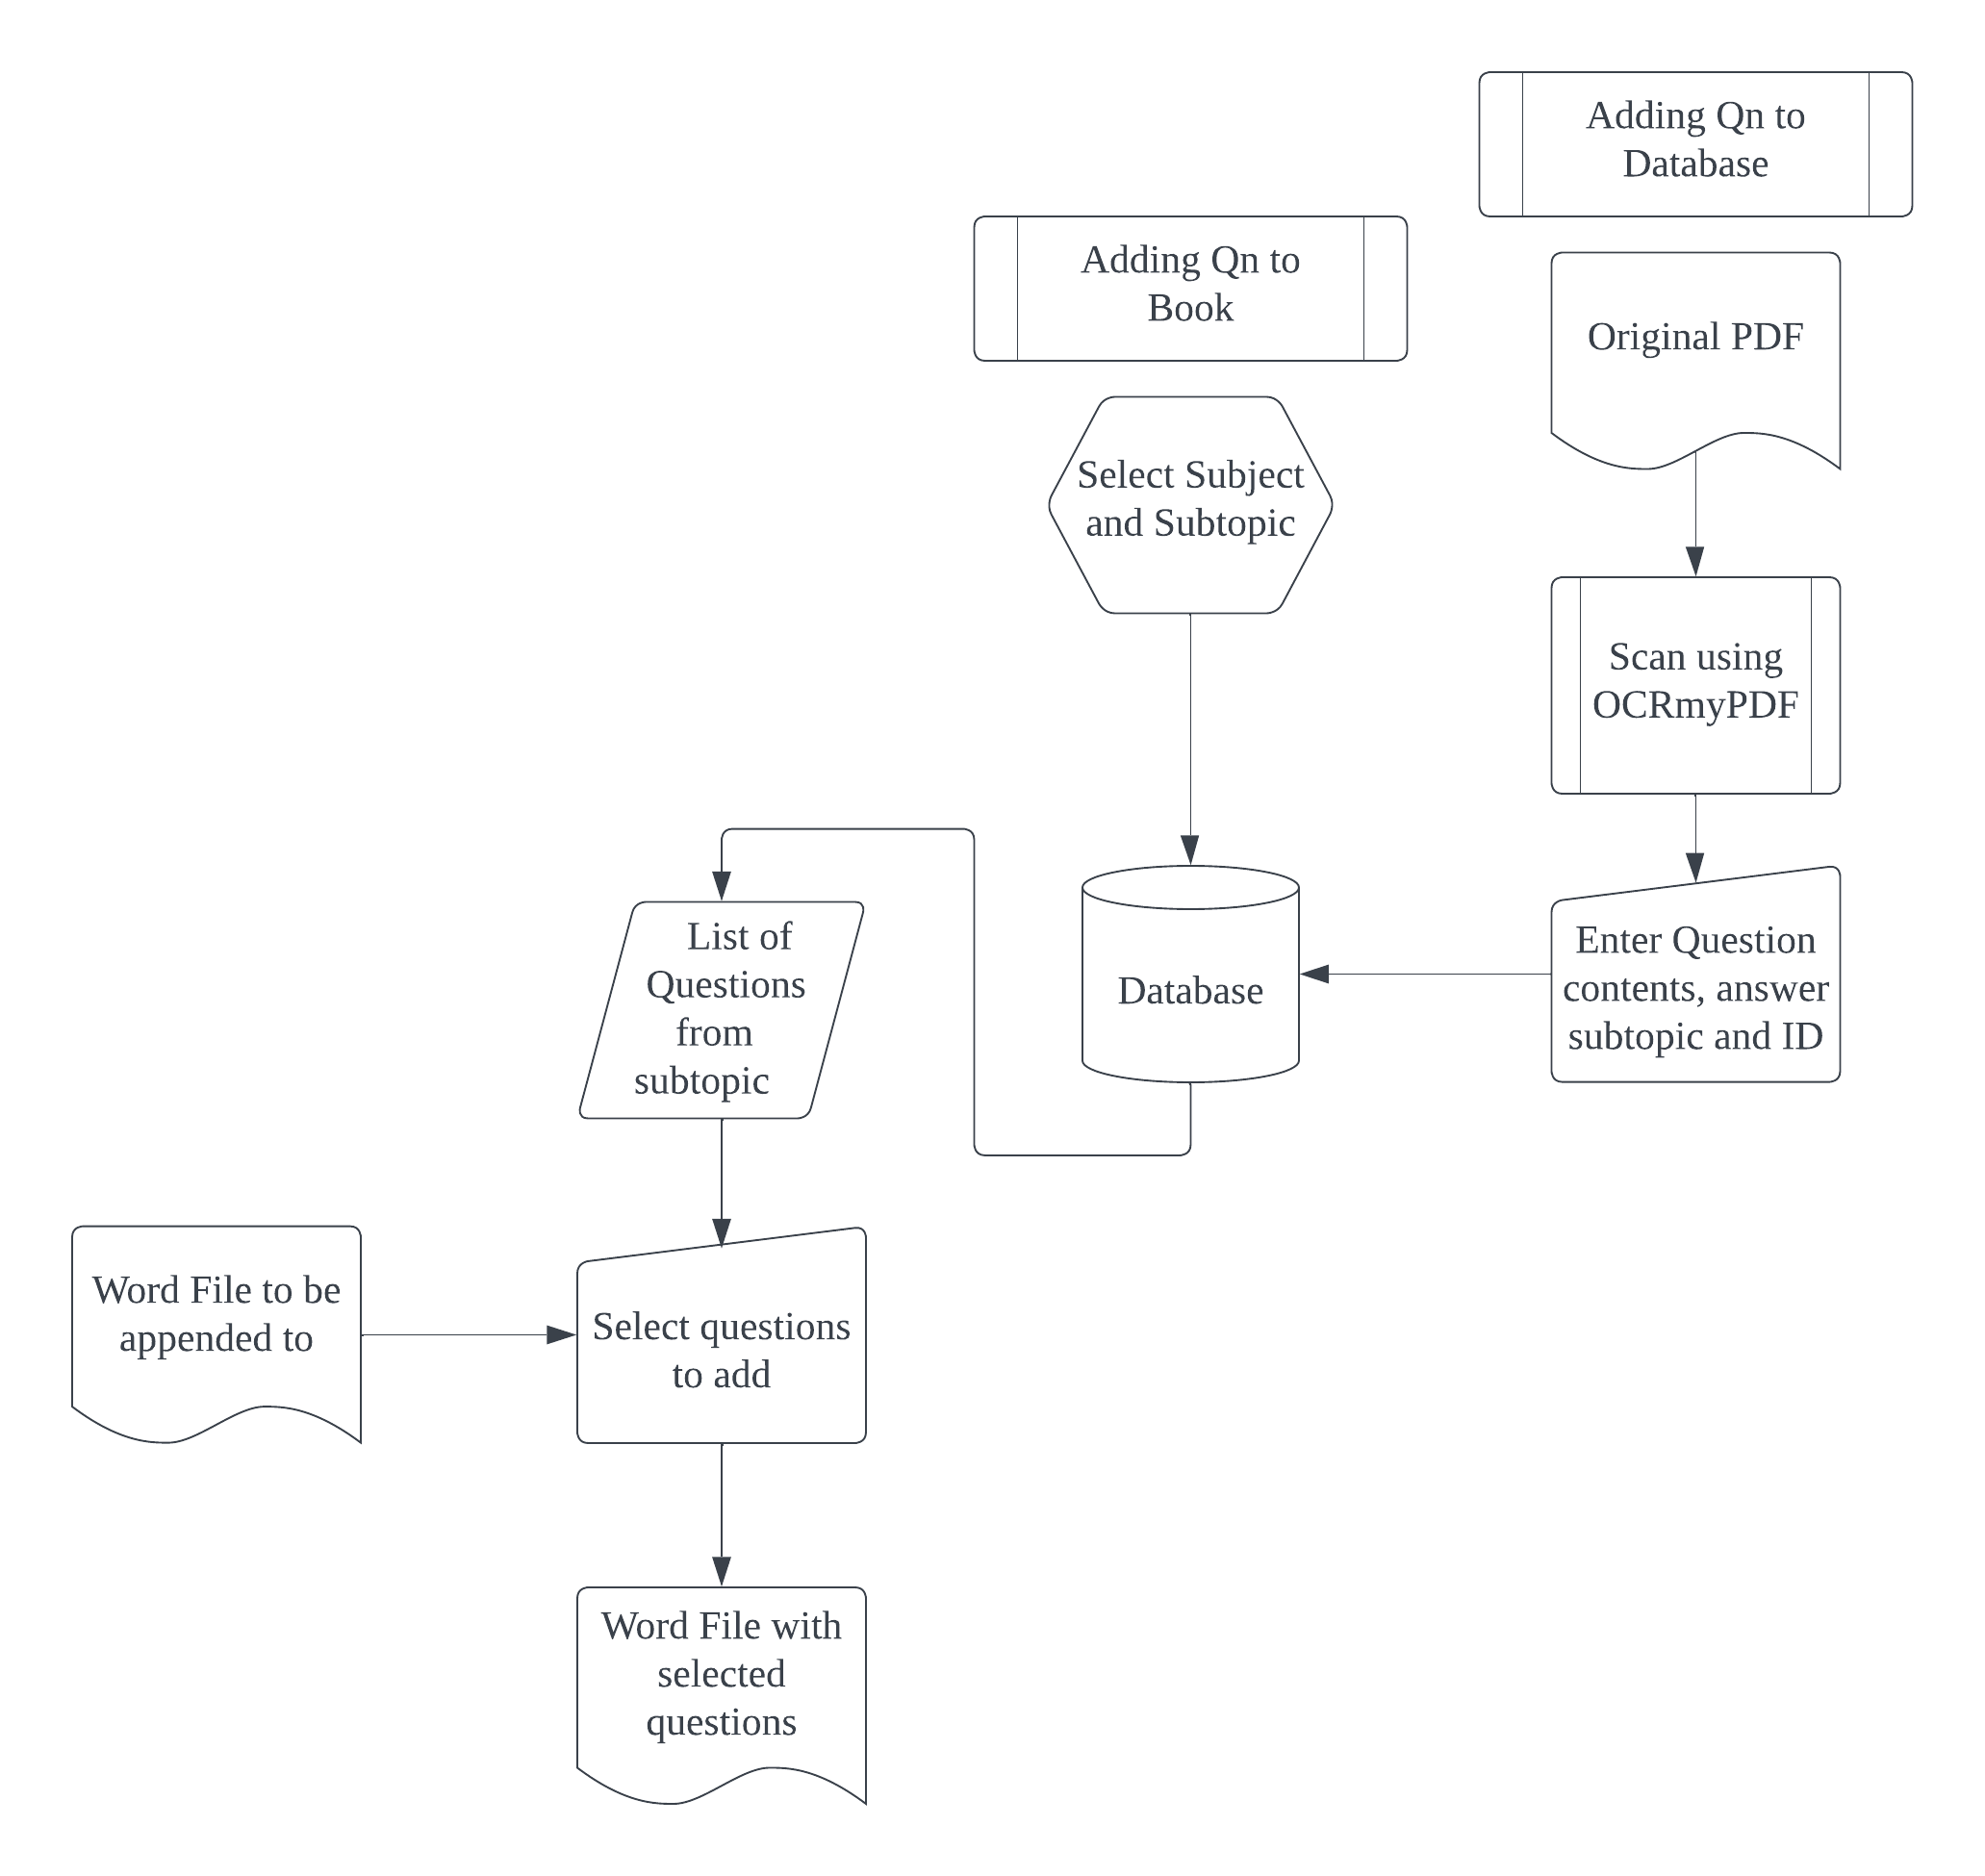 Adding Qn to
Database
Original PDF
Scan using
OCRmyPDF
Enter Question
contents, answer
subtopic and ID
Adding Qn to
Book
Select Subject
and Subtopic
Database
List of
Questions
from
subtopic
Word File to be
appended to
Select questions
to add
Word File with
selected
questions